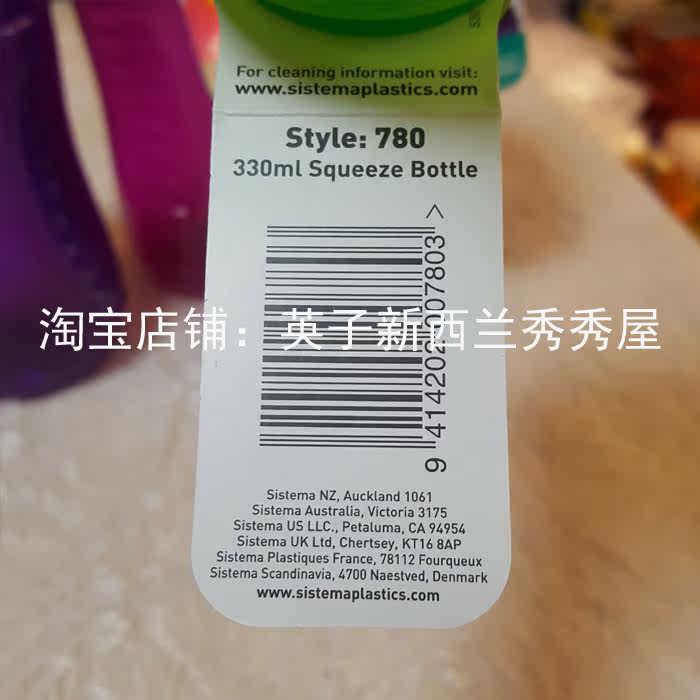 For cleaning information visit:
www.sistemaplastics.com
Style: 780
330ml Squeeze Bottle
淘宝店铺：英子新西兰秀秀屋
Sistema NZ, Auckland 1061
Sistema Australia, Victoria 3175
Sistema US LLC., Petaluma, CA 94954
Sistema UK Ltd, Chertsey, KT16 8AP
Sistema Plastiques France, 78112 Fourqueux
Sistema Scandinavia, 4700 Naestved, Denmark
www.sistemaplastics.com